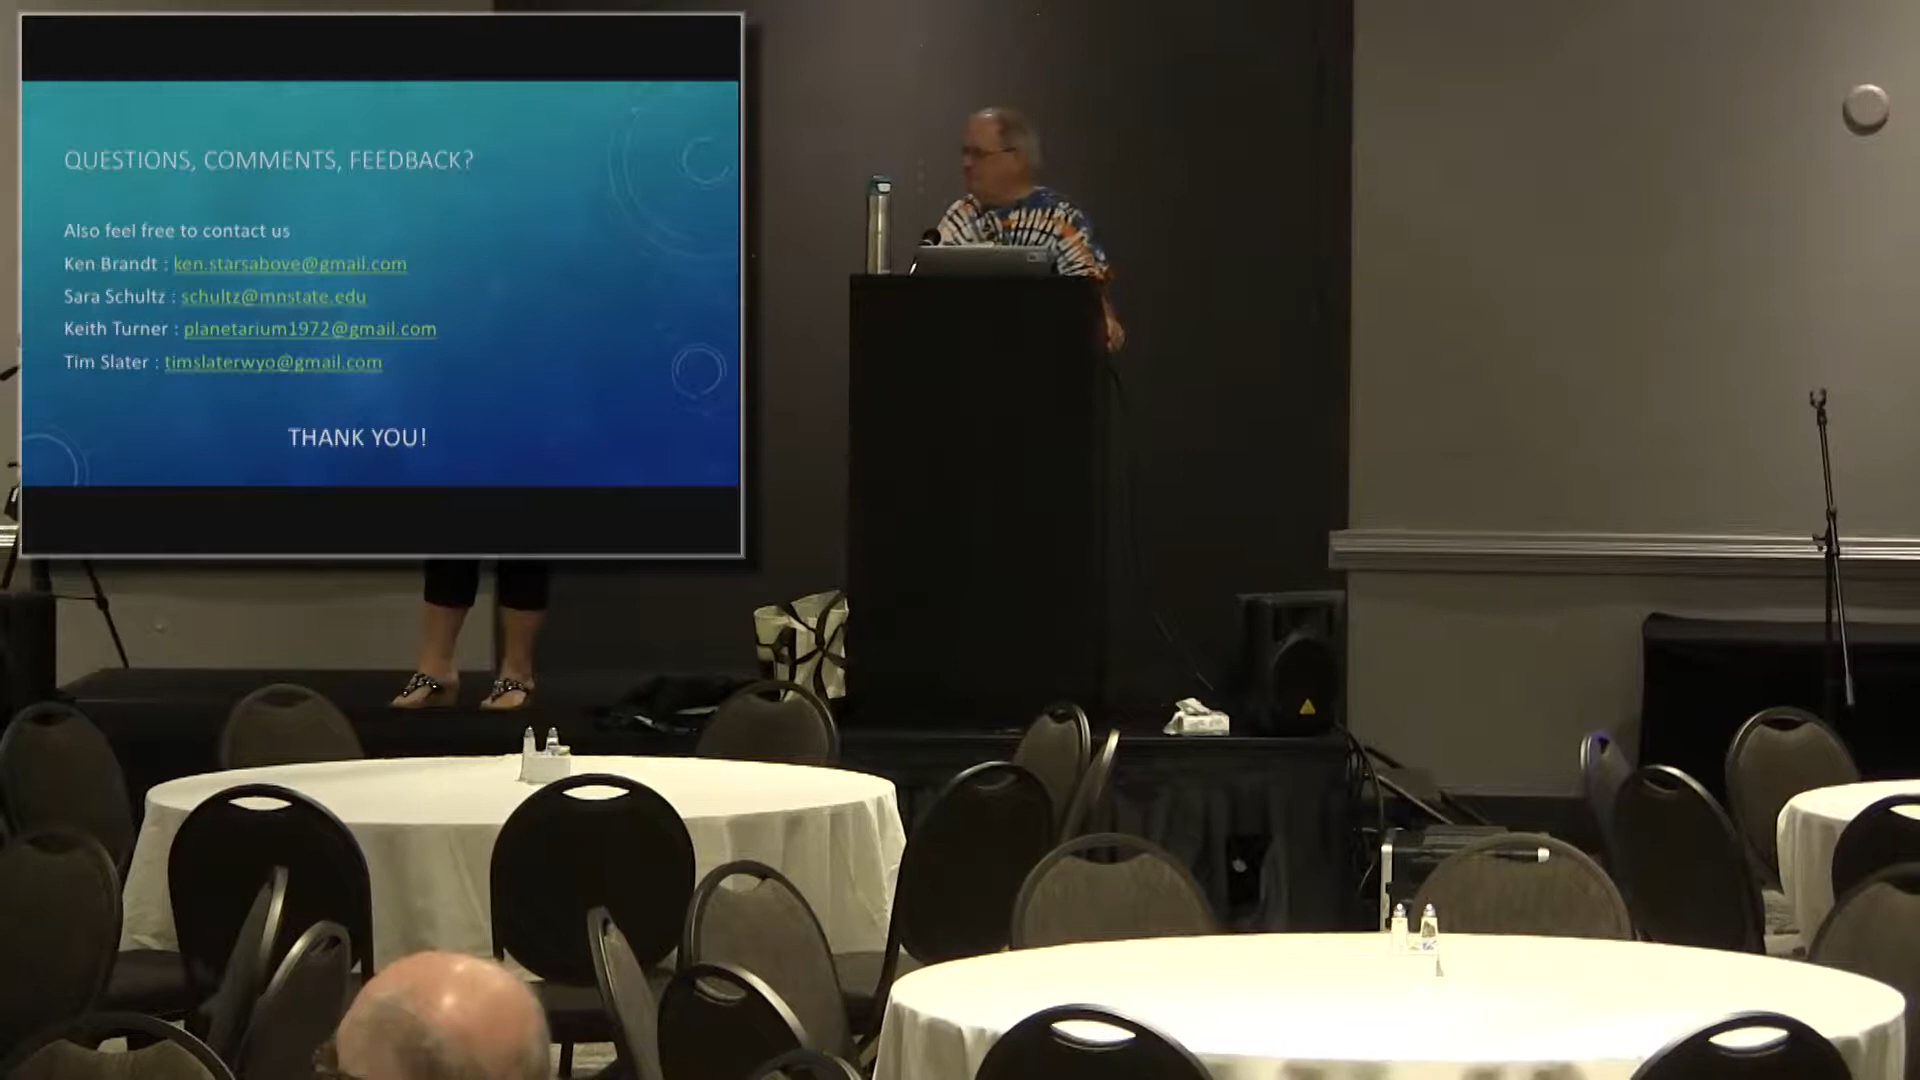 QUESTIONS, COMMENTS, FEEDBACK?
Also feel free to contact us
Ken Brandt : ken.starsabove@gmail.com
Sara Schultz : schultz@mnstate.edu
Keith Turner : planetarium1972@gmail.com
Tim Slater : timslaterwyo@gmail.com
THANK YOU!